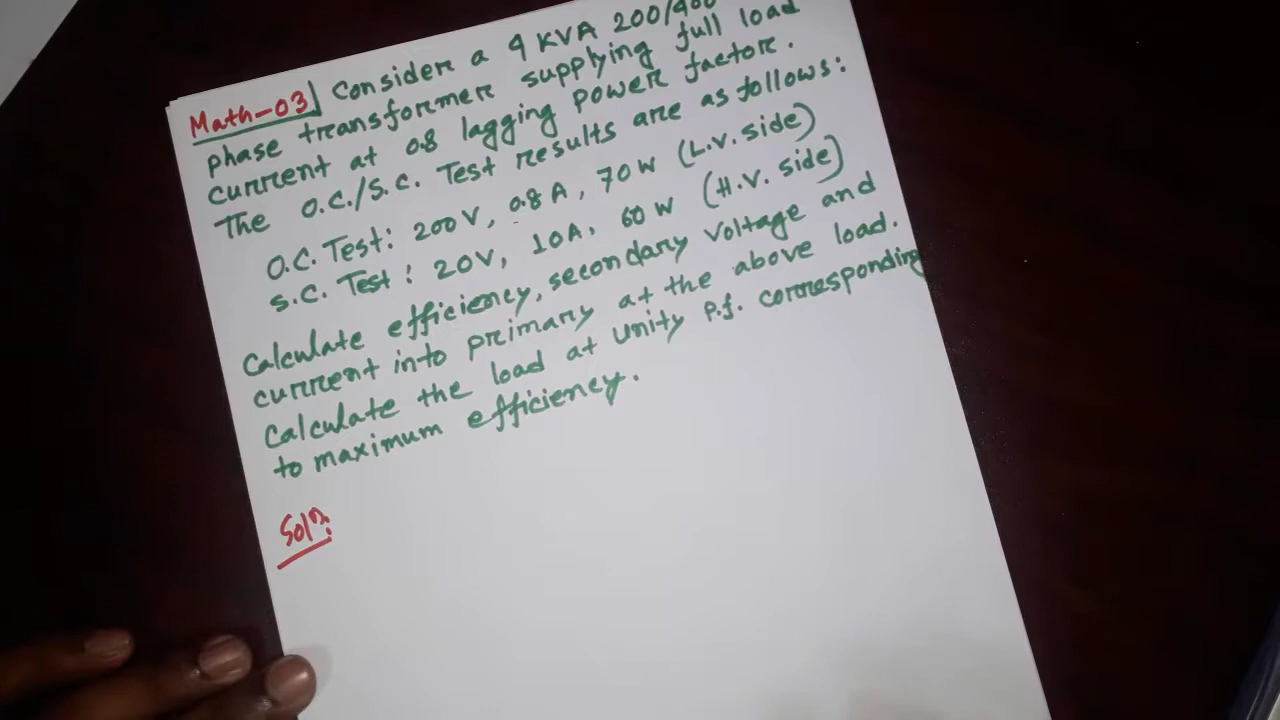 Math-03 Consider a 4 KVA 200/400
phase transformer supplying full load
current at 0.8 lagging power factor.
The O.C./S.C. Test results are as follows:
O.C. Test: 200V, 0.8A, 70W (L.V. side)
S.C. Test: 20V, 10A, 60W (H.V. side)
Calculate efficiency, secondary voltage and
current into primary at the above load.
Calculate the load at unity P.f. corresponding
to maximum efficiency.
Solⁿ: